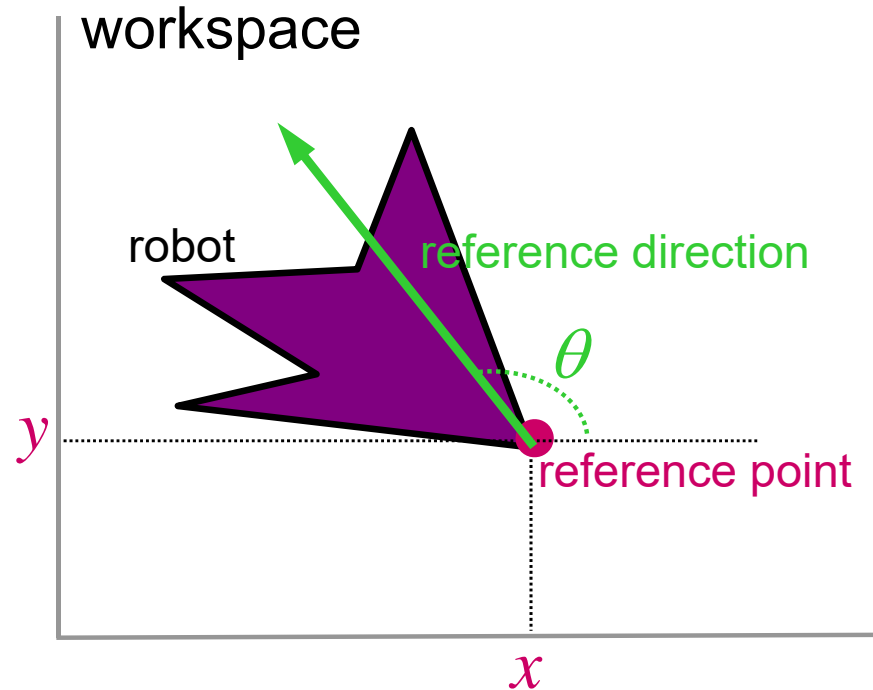 workspace
robot
reference direction
θ
y
reference point
x